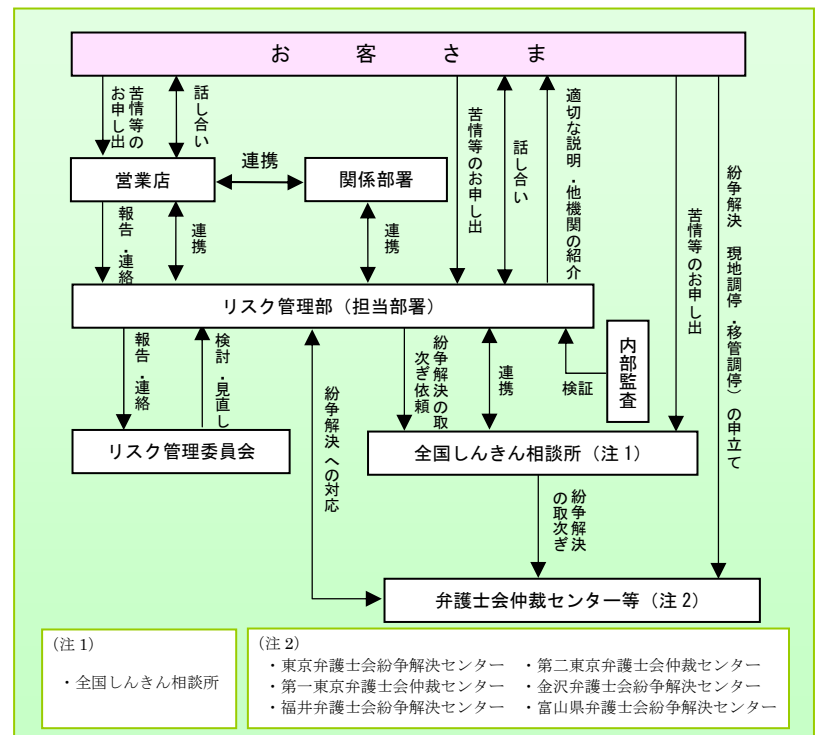 お客さま
苦情等の
お申し出
話し合い
苦情等のお申し出
話し合い
適切な説明・他機関の紹介
苦情等のお申し出
紛争解決　現地調停・移管調停）の申立て
営業店
連携
関係部署
報告・連絡
連携
連携
リスク管理部（担当部署）
報告・連絡
検討・見直し
紛争解決への対応
紛争解決の取
次ぎ依頼
連携
検証
内部監査
リスク管理委員会
全国しんきん相談所（注1）
紛争解決
の取次ぎ
弁護士会仲裁センター等（注2）
（注1）
・全国しんきん相談所
（注2）
・東京弁護士会紛争解決センター　・第二東京弁護士会仲裁センター
・第一東京弁護士会仲裁センター　・金沢弁護士会紛争解決センター
・福井弁護士会紛争解決センター　・富山県弁護士会紛争解決センター